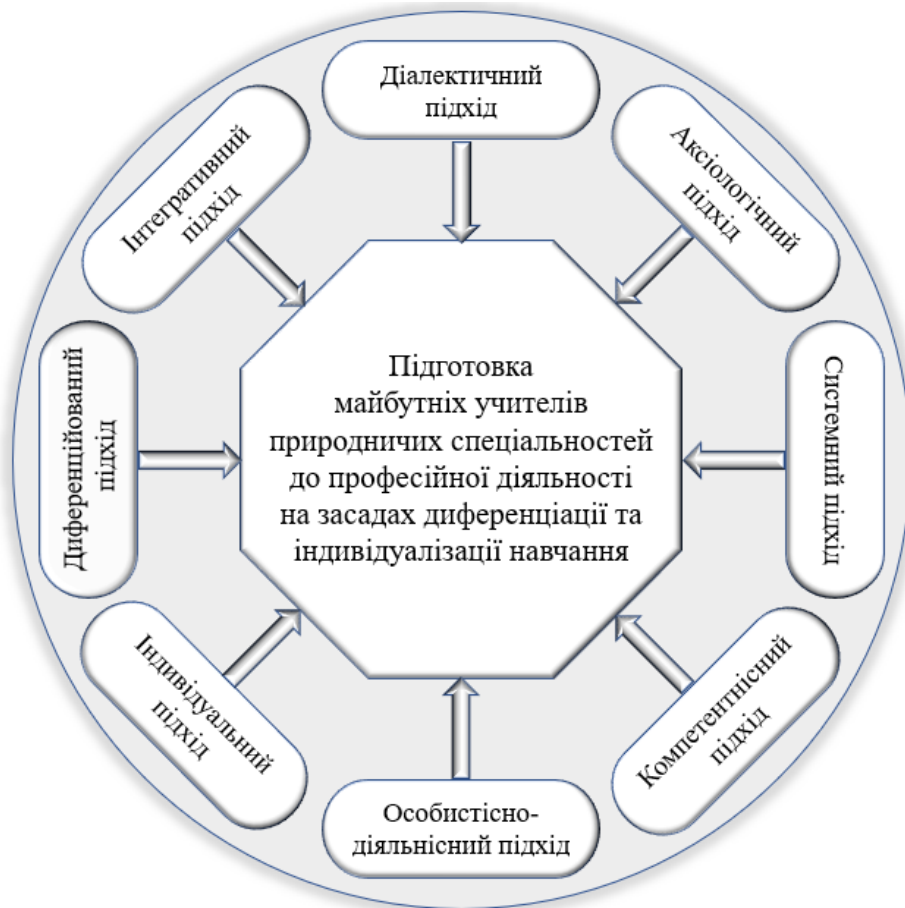 Діалектичний
підхід
Аксіологічний
підхід
Системний підхід
Компетентнісний
підхід
Особистісно-
діяльнісний підхід
Індивідуальний
підхід
Диференційований
підхід
Інтегративний
підхід
Підготовка
майбутніх учителів
природничих спеціальностей
до професійної діяльності
на засадах диференціації та
індивідуалізації навчання